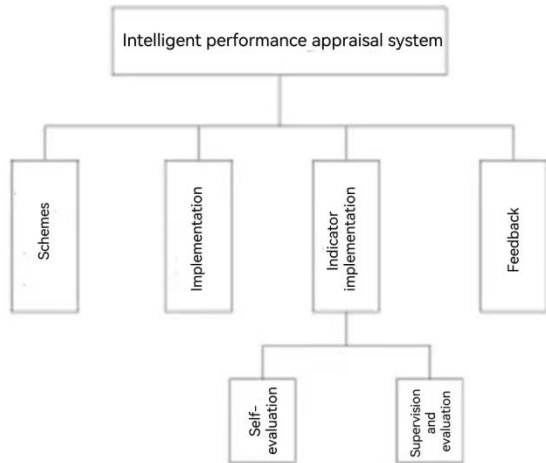 Intelligent performance appraisal system
Schemes
Implementation
Indicator
implementation
Feedback
Self-
evaluation
Supervision
and
evaluation